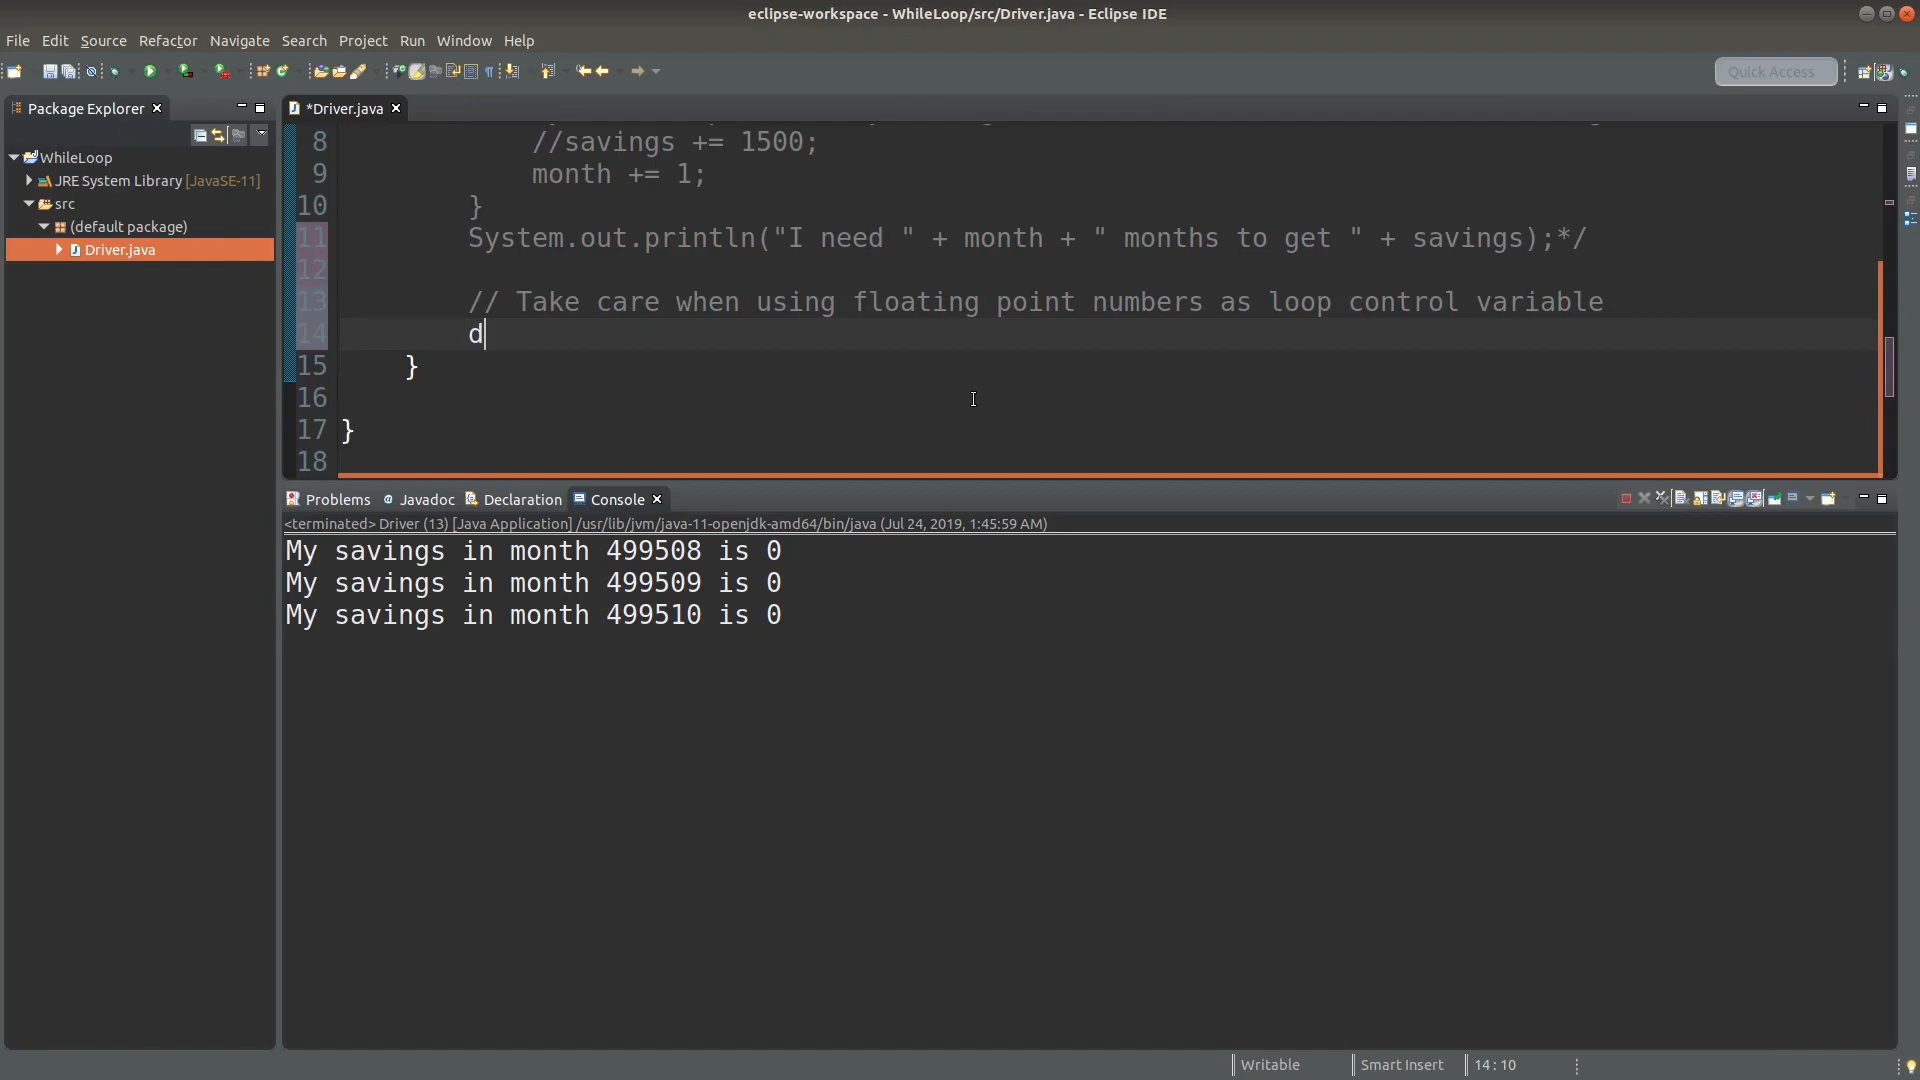 eclipse-workspace - WhileLoop/src/Driver.java - Eclipse IDE
File Edit Source Refactor Navigate Search Project Run Window Help
Quick Access
Package Explorer
*Driver.java
WhileLoop
JRE System Library [JavaSE-11]
src
(default package)
Driver.java
8 //savings += 1500;
9 month += 1;
10 }
11 System.out.println("I need " + month + " months to get " + savings);*/
12
13 // Take care when using floating point numbers as loop control variable
14 d
15 }
16
17 }
18
Problems Javadoc Declaration Console
<terminated> Driver (13) [Java Application] /usr/lib/jvm/java-11-openjdk-amd64/bin/java (Jul 24, 2019, 1:45:59 AM)
My savings in month 499508 is 0
My savings in month 499509 is 0
My savings in month 499510 is 0
Writable Smart Insert 14 : 10